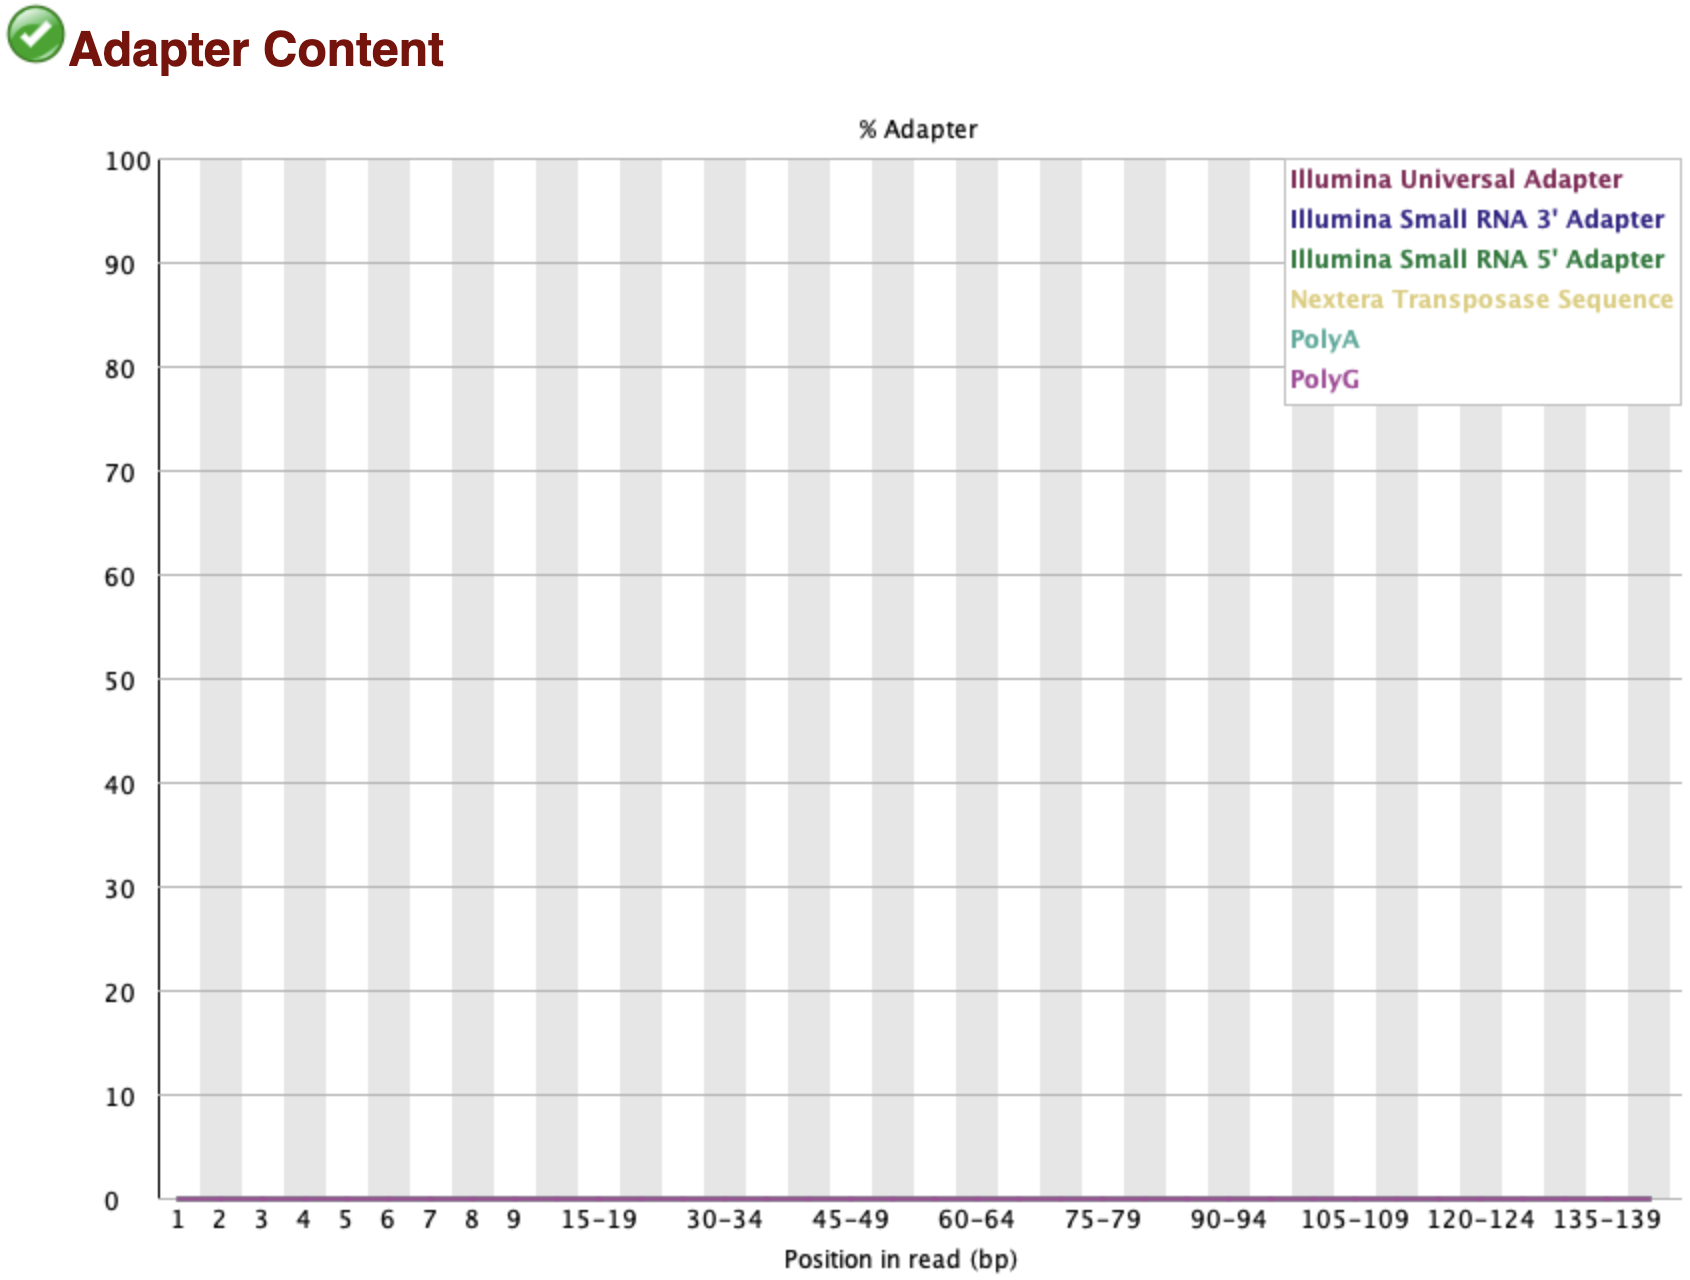 Adapter Content
% Adapter
100
90
80
70
60
50
40
30
20
10
0
Illumina Universal Adapter
Illumina Small RNA 3' Adapter
Illumina Small RNA 5' Adapter
Nextera Transposase Sequence
PolyA
PolyG
1 2 3 4 5 6 7 8 9 15-19 30-34 45-49 60-64 75-79 90-94 105-109 120-124 135-139
Position in read (bp)